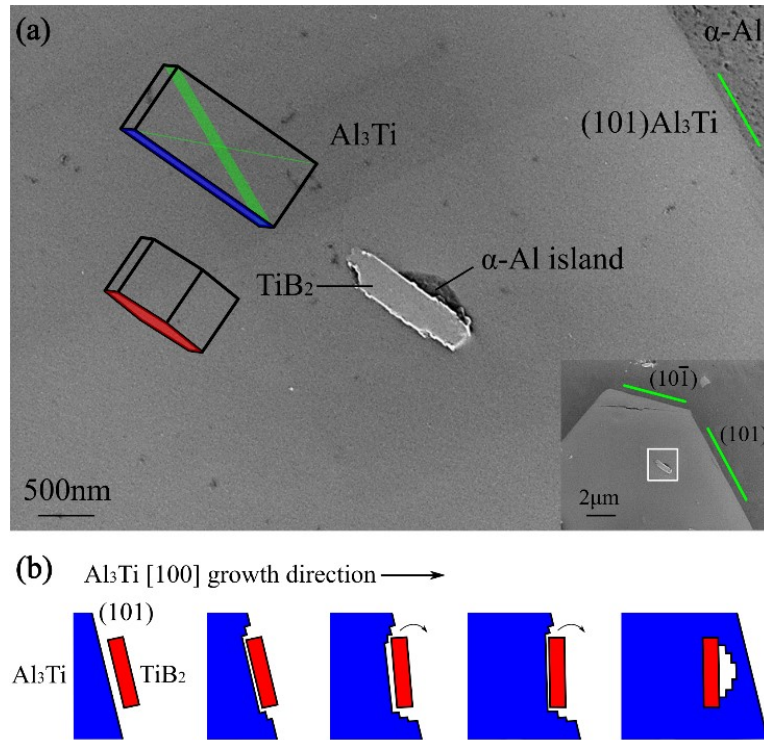 (a)
α-Al
(101)Al₃Ti
Al₃Ti
α-Al island
TiB₂
(101̅)
(101)
500nm
2μm
(b)
Al₃Ti [100] growth direction
(101)
Al₃Ti
TiB₂